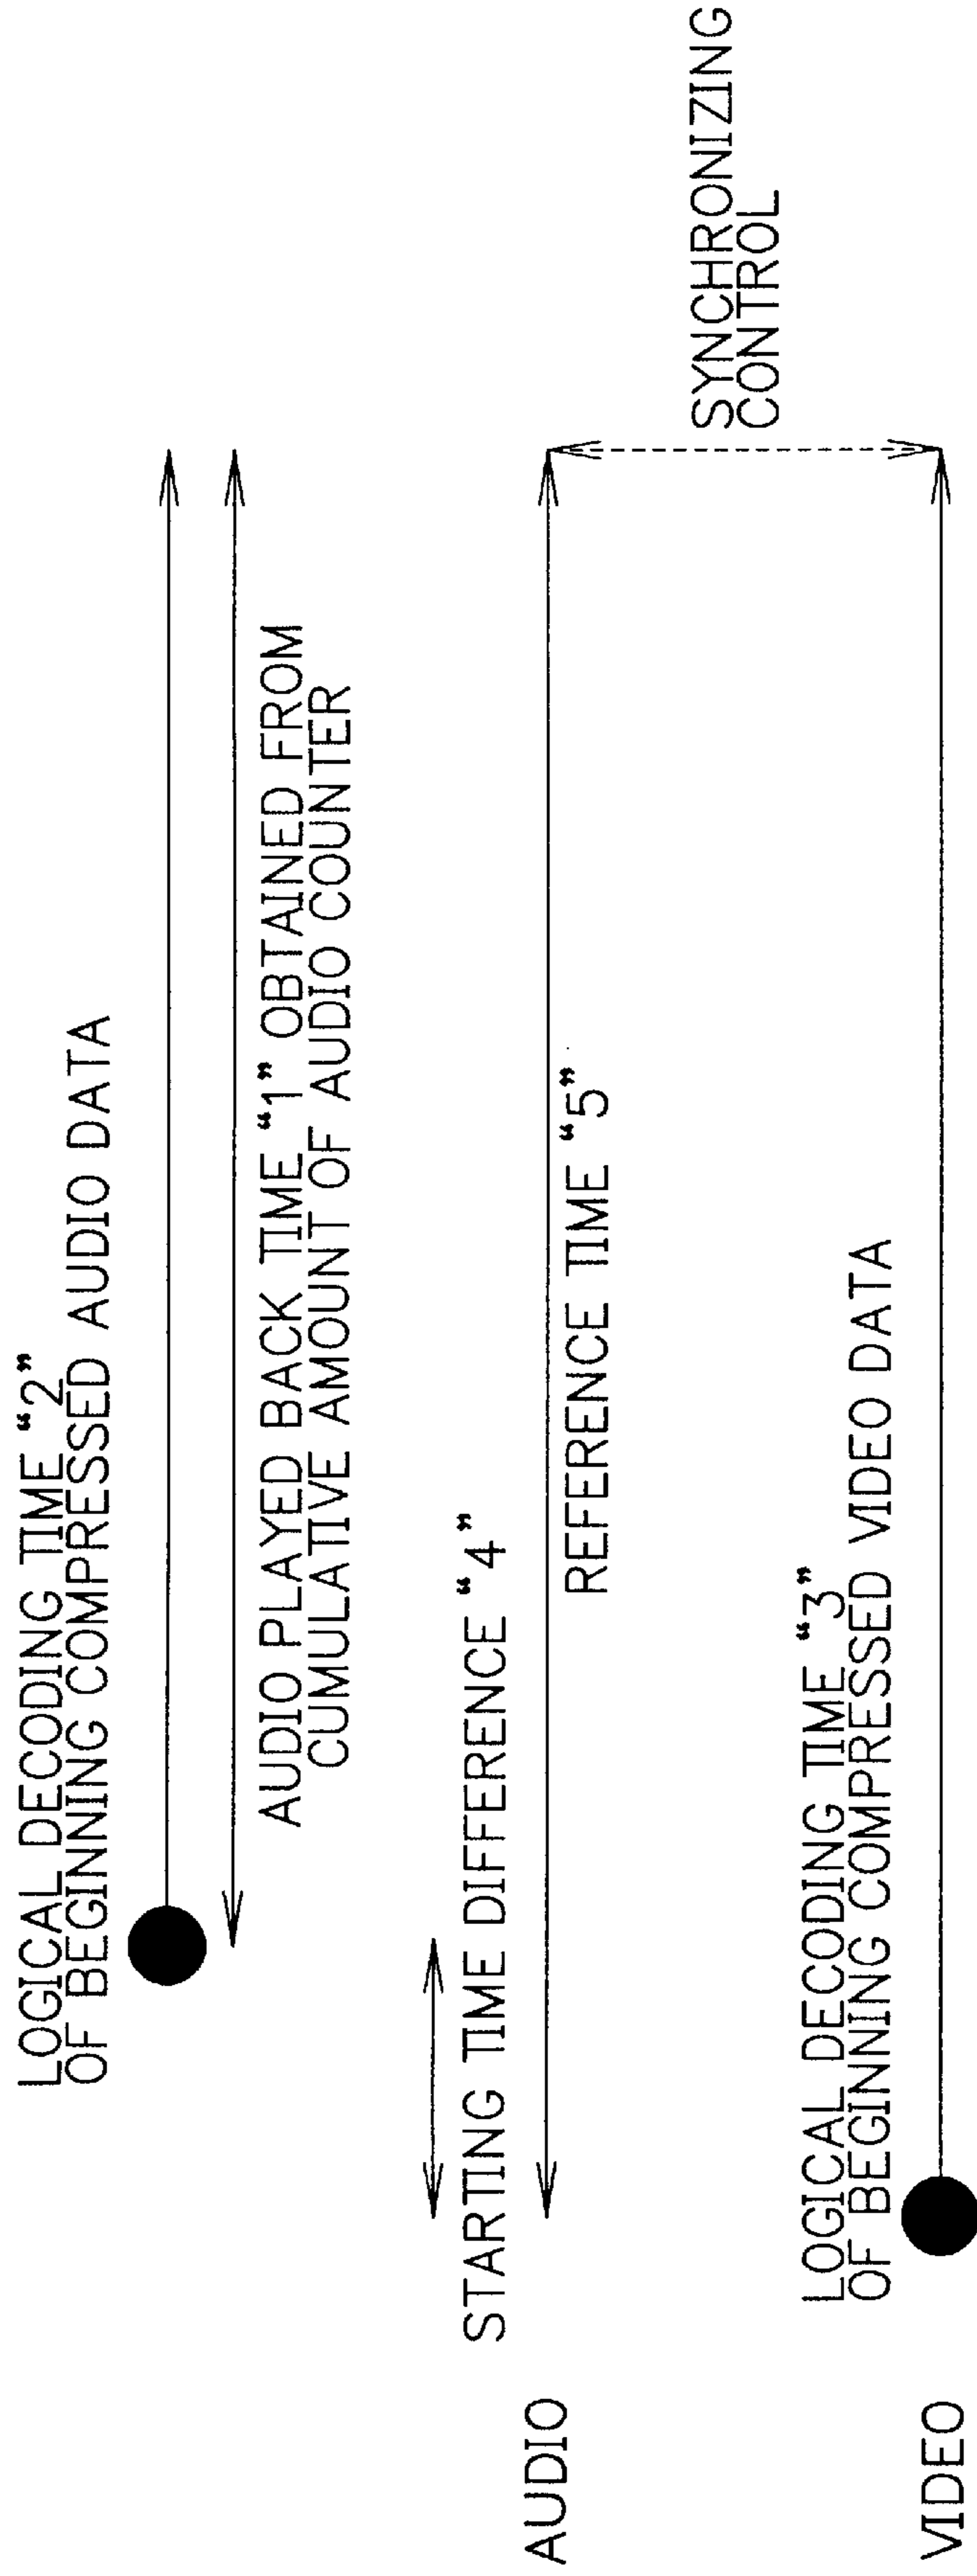 LOGICAL DECODING TIME “2”
OF BEGINNING COMPRESSED AUDIO DATA
AUDIO PLAYED BACK TIME “1” OBTAINED FROM
CUMULATIVE AMOUNT OF AUDIO COUNTER
STARTING TIME DIFFERENCE “4”
AUDIO
REFERENCE TIME “5”
SYNCHRONIZING
CONTROL
LOGICAL DECODING TIME “3”
OF BEGINNING COMPRESSED VIDEO DATA
VIDEO